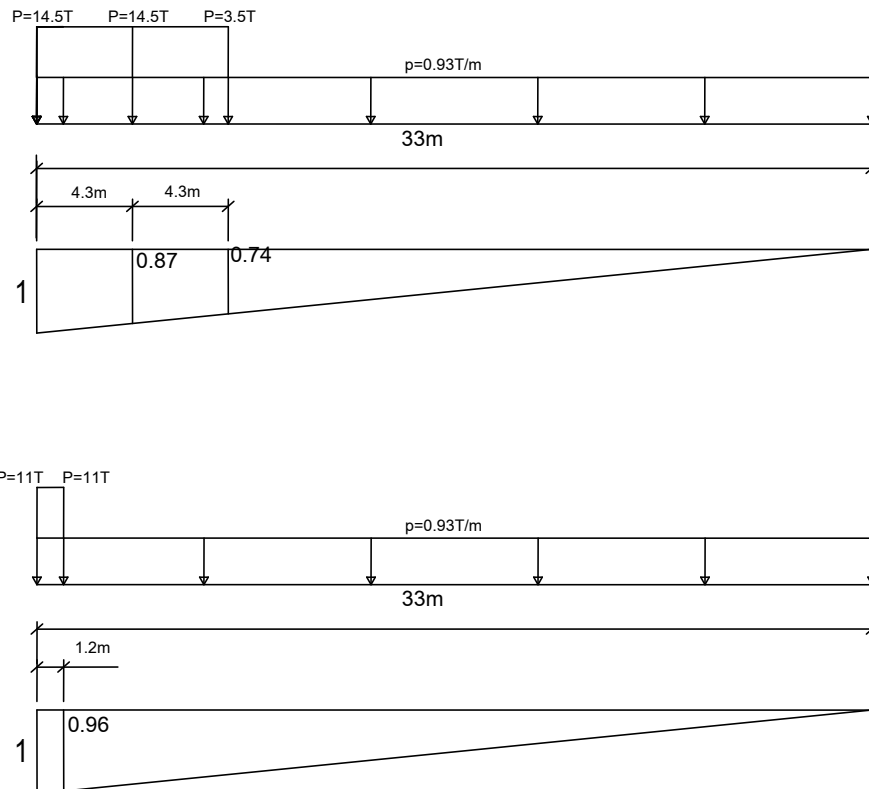 P=14.5T P=14.5T P=3.5T
p=0.93T/m
33m
4.3m 4.3m
0.87 0.74
1
P=11T P=11T
p=0.93T/m
33m
1.2m
0.96
1